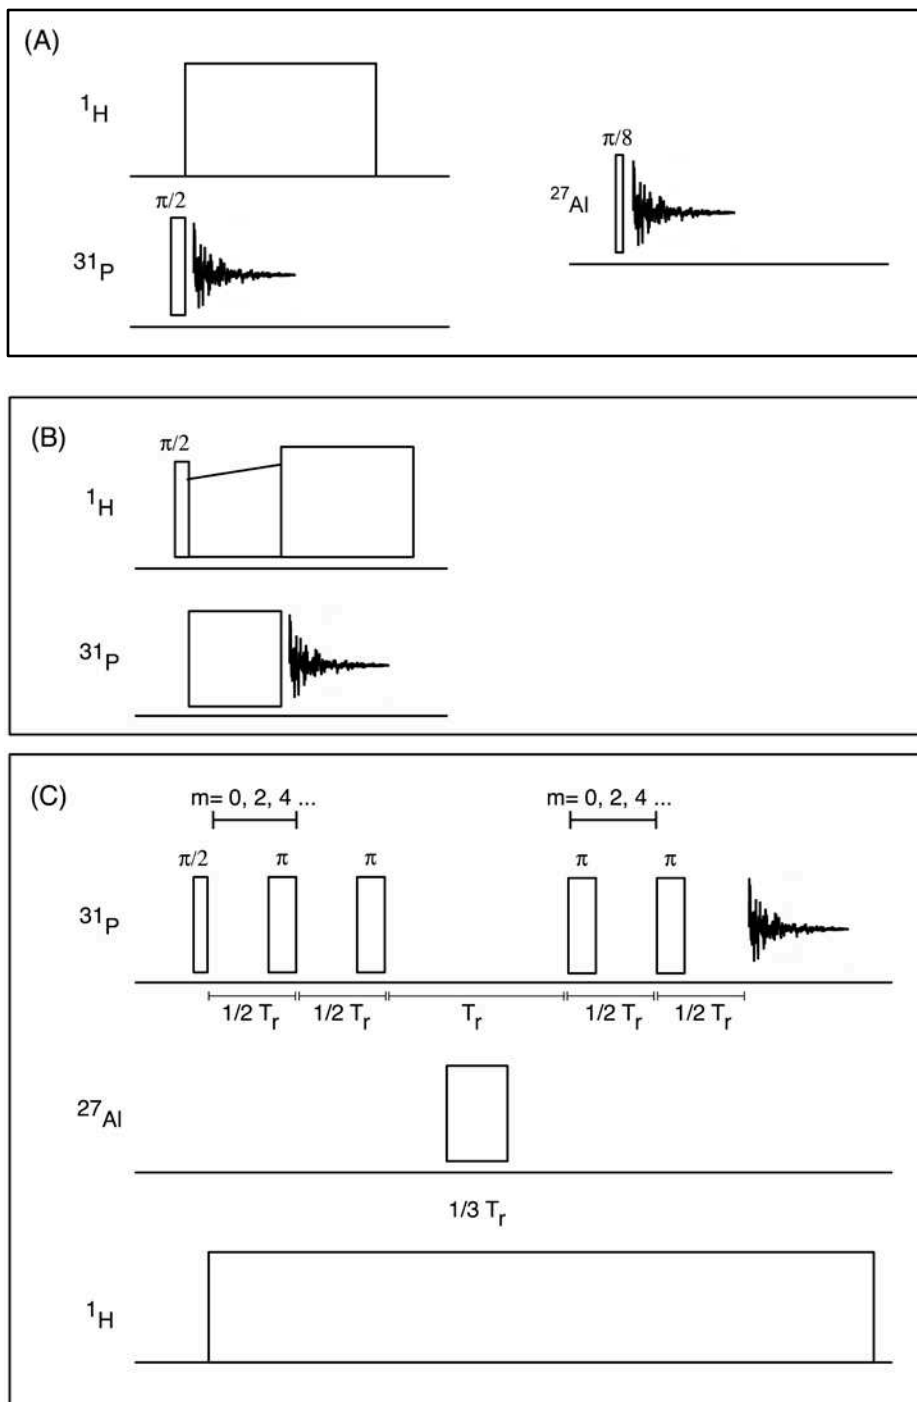 (A)
¹H
π/2
³¹P
π/8
²⁷Al
(B)
π/2
¹H
³¹P
(C)
m= 0, 2, 4 ...
m= 0, 2, 4 ...
π/2 π π π π
³¹P
1/2 Tᵣ 1/2 Tᵣ Tᵣ 1/2 Tᵣ 1/2 Tᵣ
²⁷Al
1/3 Tᵣ
¹H